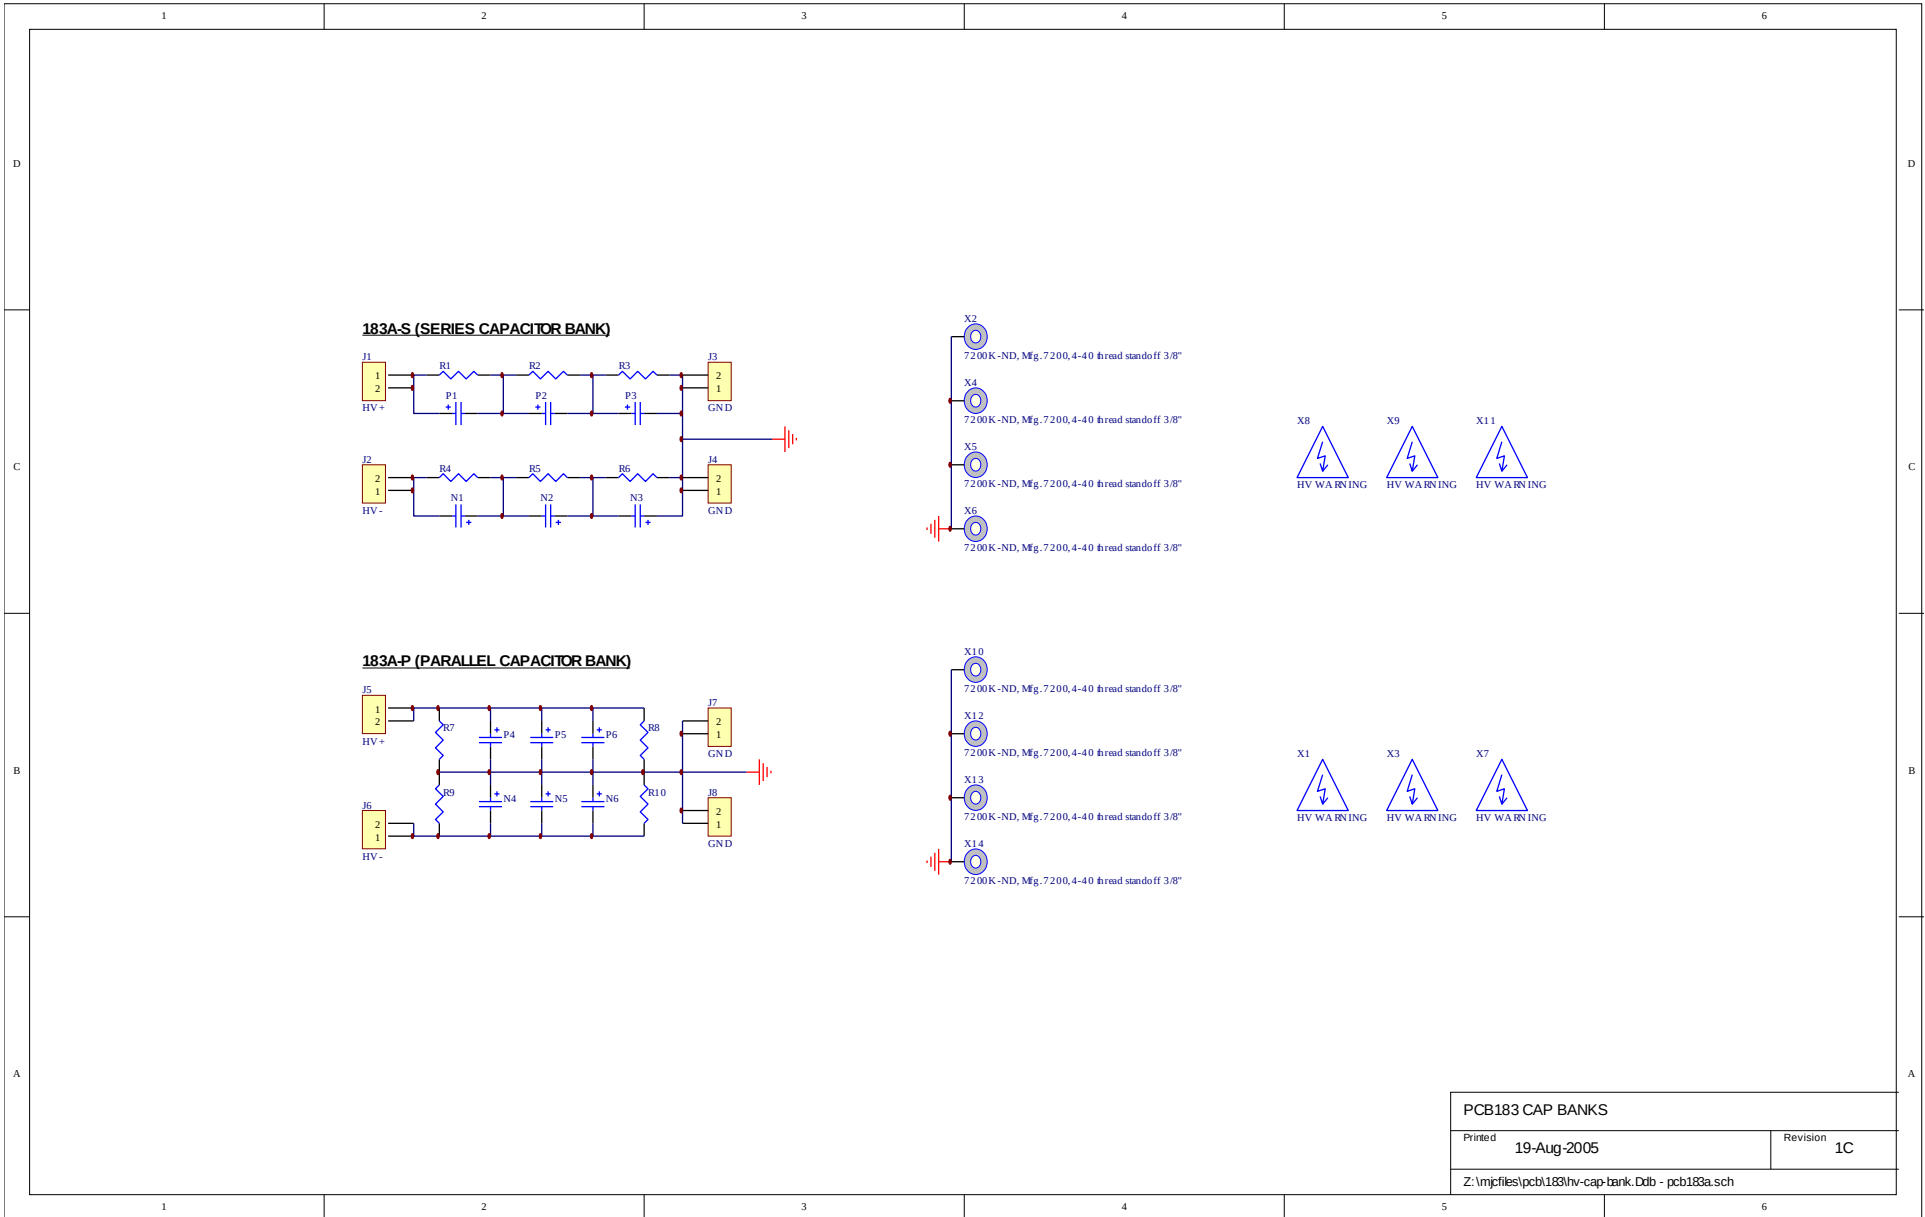 1 2 3 4 5 6
D D
183A-S (SERIES CAPACITOR BANK)
J1
1
2
HV+
R1 R2 R3
+ P1 + P2 + P3
J3
2
1
GND
J2
2
1
HV-
R4 R5 R6
N1 + N2 + N3 +
J4
2
1
GND
X2
7200K-ND, Mfg. 7200, 4-40 thread standoff 3/8"
X4
7200K-ND, Mfg. 7200, 4-40 thread standoff 3/8"
X5
7200K-ND, Mfg. 7200, 4-40 thread standoff 3/8"
X6
7200K-ND, Mfg. 7200, 4-40 thread standoff 3/8"
X8 X9 X11
HV WARNING HV WARNING HV WARNING
C C
183A-P (PARALLEL CAPACITOR BANK)
J5
1
2
HV+
R7 + P4 + P5 + P6 R8
J7
2
1
GND
R9 + N4 + N5 + N6 R10
J6
2
1
HV-
J8
2
1
GND
X10
7200K-ND, Mfg. 7200, 4-40 thread standoff 3/8"
X12
7200K-ND, Mfg. 7200, 4-40 thread standoff 3/8"
X13
7200K-ND, Mfg. 7200, 4-40 thread standoff 3/8"
X14
7200K-ND, Mfg. 7200, 4-40 thread standoff 3/8"
X1 X3 X7
HV WARNING HV WARNING HV WARNING
B B
A A
PCB183 CAP BANKS
Printed 19-Aug-2005 Revision 1C
Z:\mjcfiles\pcb\183\hv-cap-bank.Ddb - pcb183a.sch
1 2 3 4 5 6